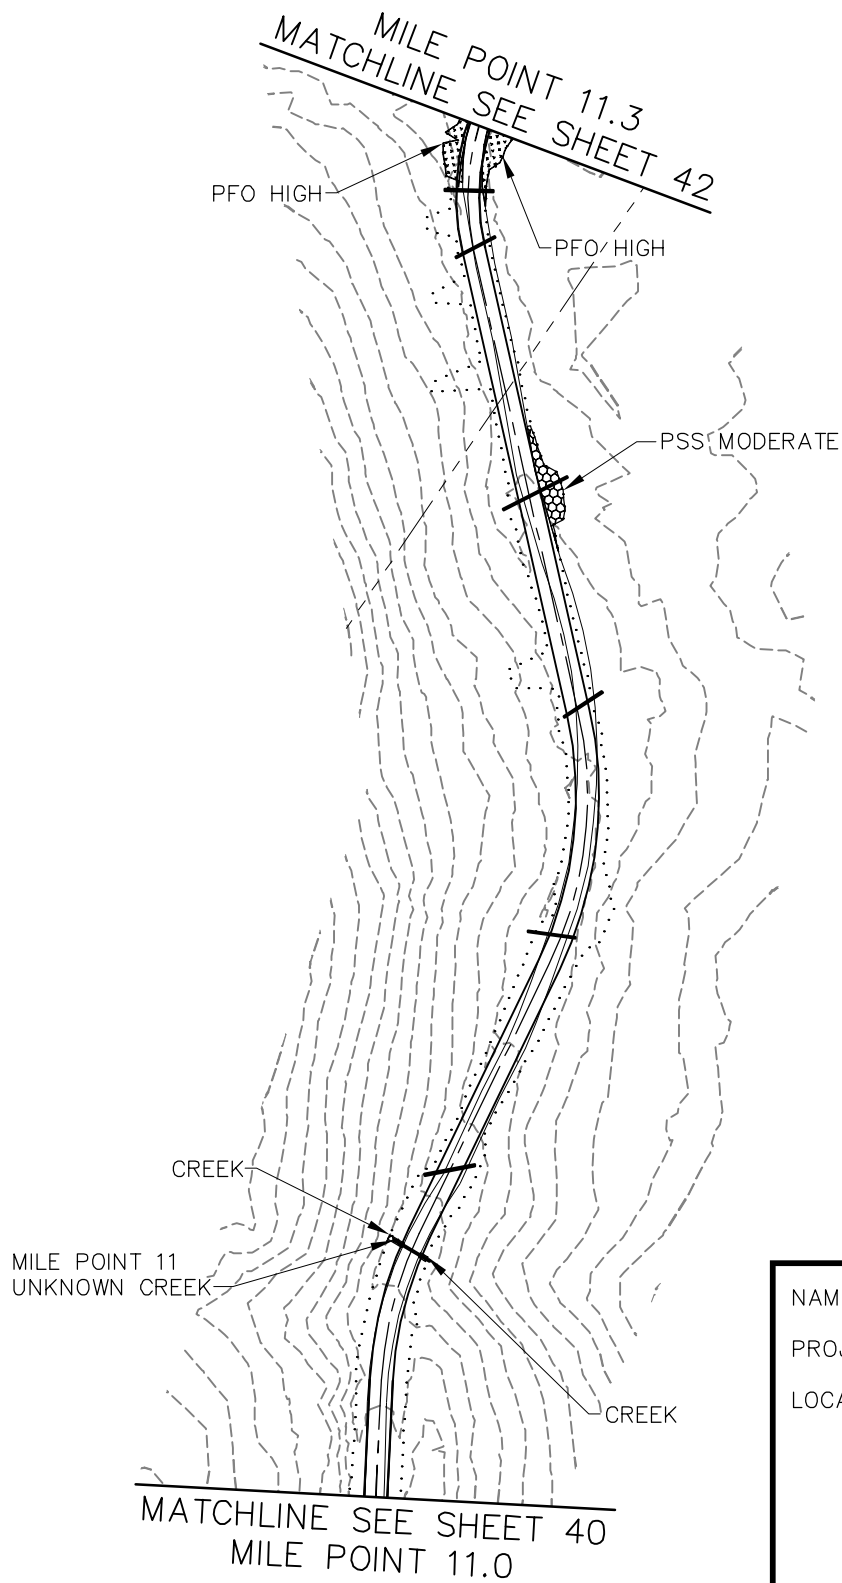 MILE POINT 11.3
MATCHLINE SEE SHEET 42
PFO HIGH
PFO HIGH
PSS MODERATE
CREEK
MILE POINT 11
UNKNOWN CREEK
CREEK
NAM
PROJ
LOCA
MATCHLINE SEE SHEET 40
MILE POINT 11.0